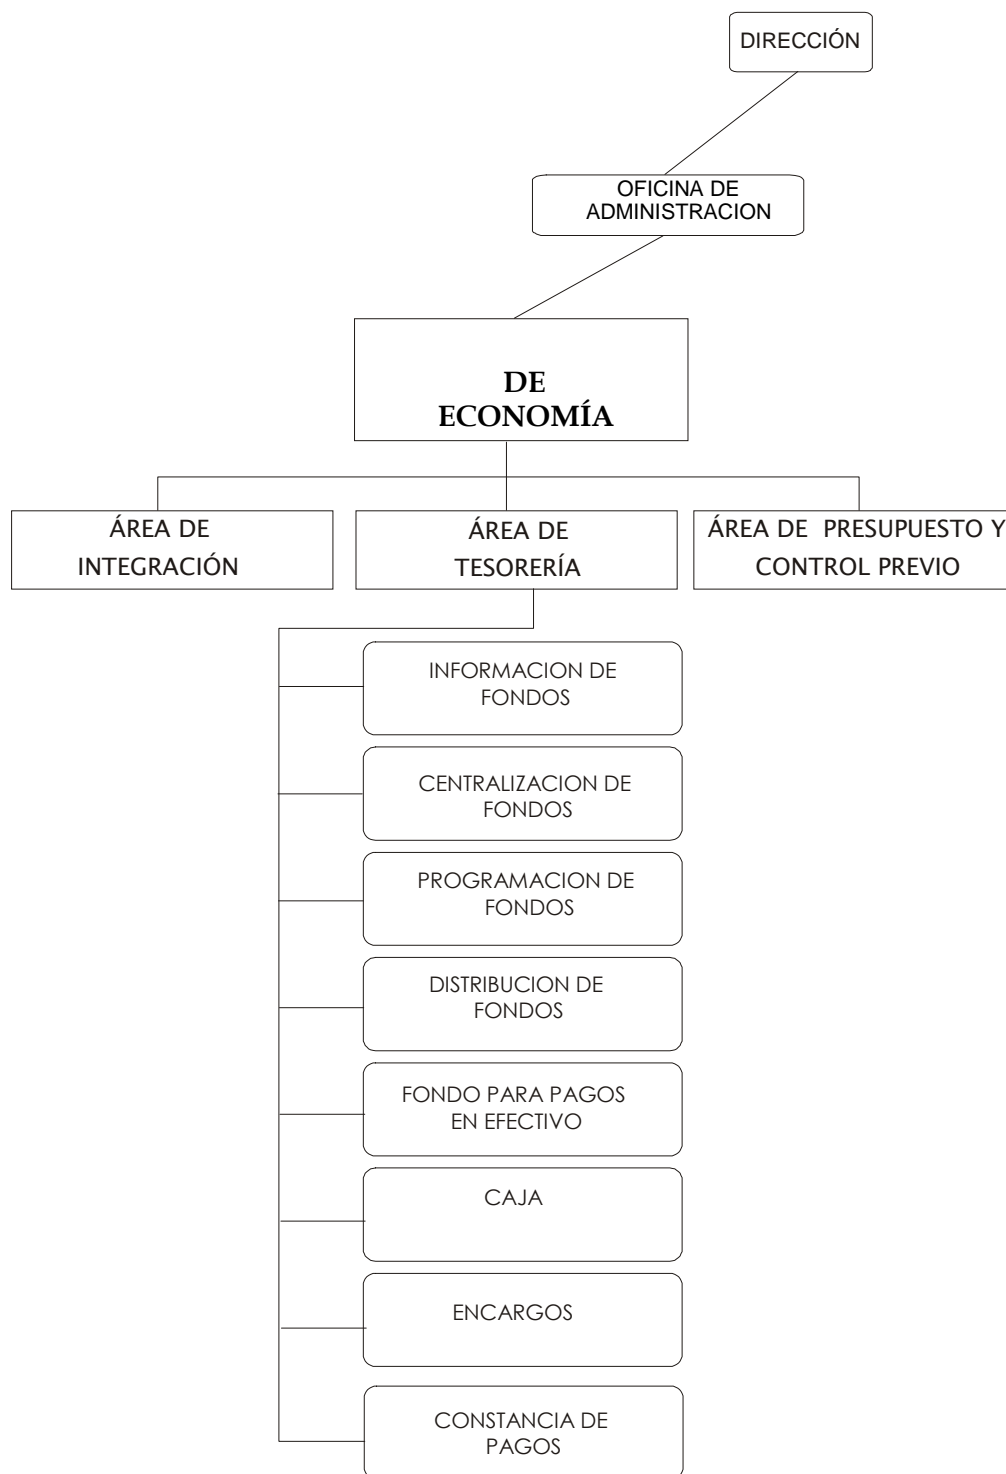 DIRECCIÓN
OFICINA DE
ADMINISTRACION
DE
ECONOMÍA
ÁREA DE
INTEGRACIÓN
ÁREA DE
TESORERÍA
ÁREA DE PRESUPUESTO Y
CONTROL PREVIO
INFORMACION DE
FONDOS
CENTRALIZACION DE
FONDOS
PROGRAMACION DE
FONDOS
DISTRIBUCION DE
FONDOS
FONDO PARA PAGOS
EN EFECTIVO
CAJA
ENCARGOS
CONSTANCIA DE
PAGOS